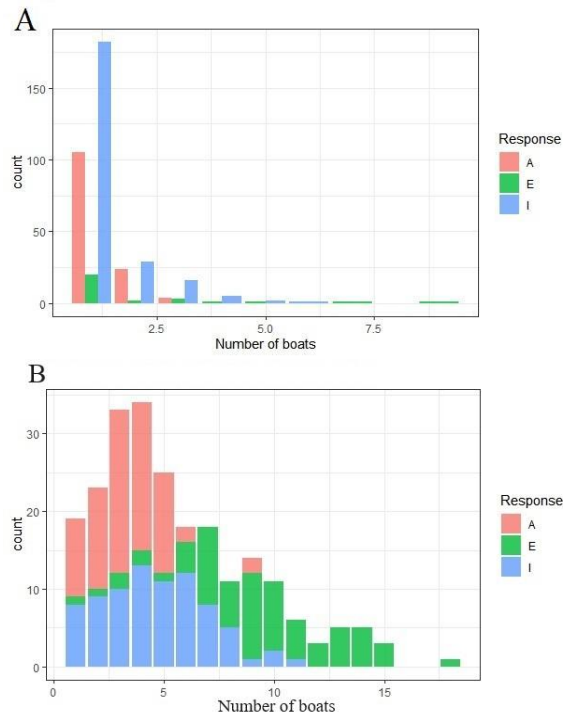 A
150
100
50
0
count
2.5
5.0
7.5
Number of boats
Response
A
E
I
B
30
20
10
0
count
0
5
10
15
Number of boats
Response
A
E
I